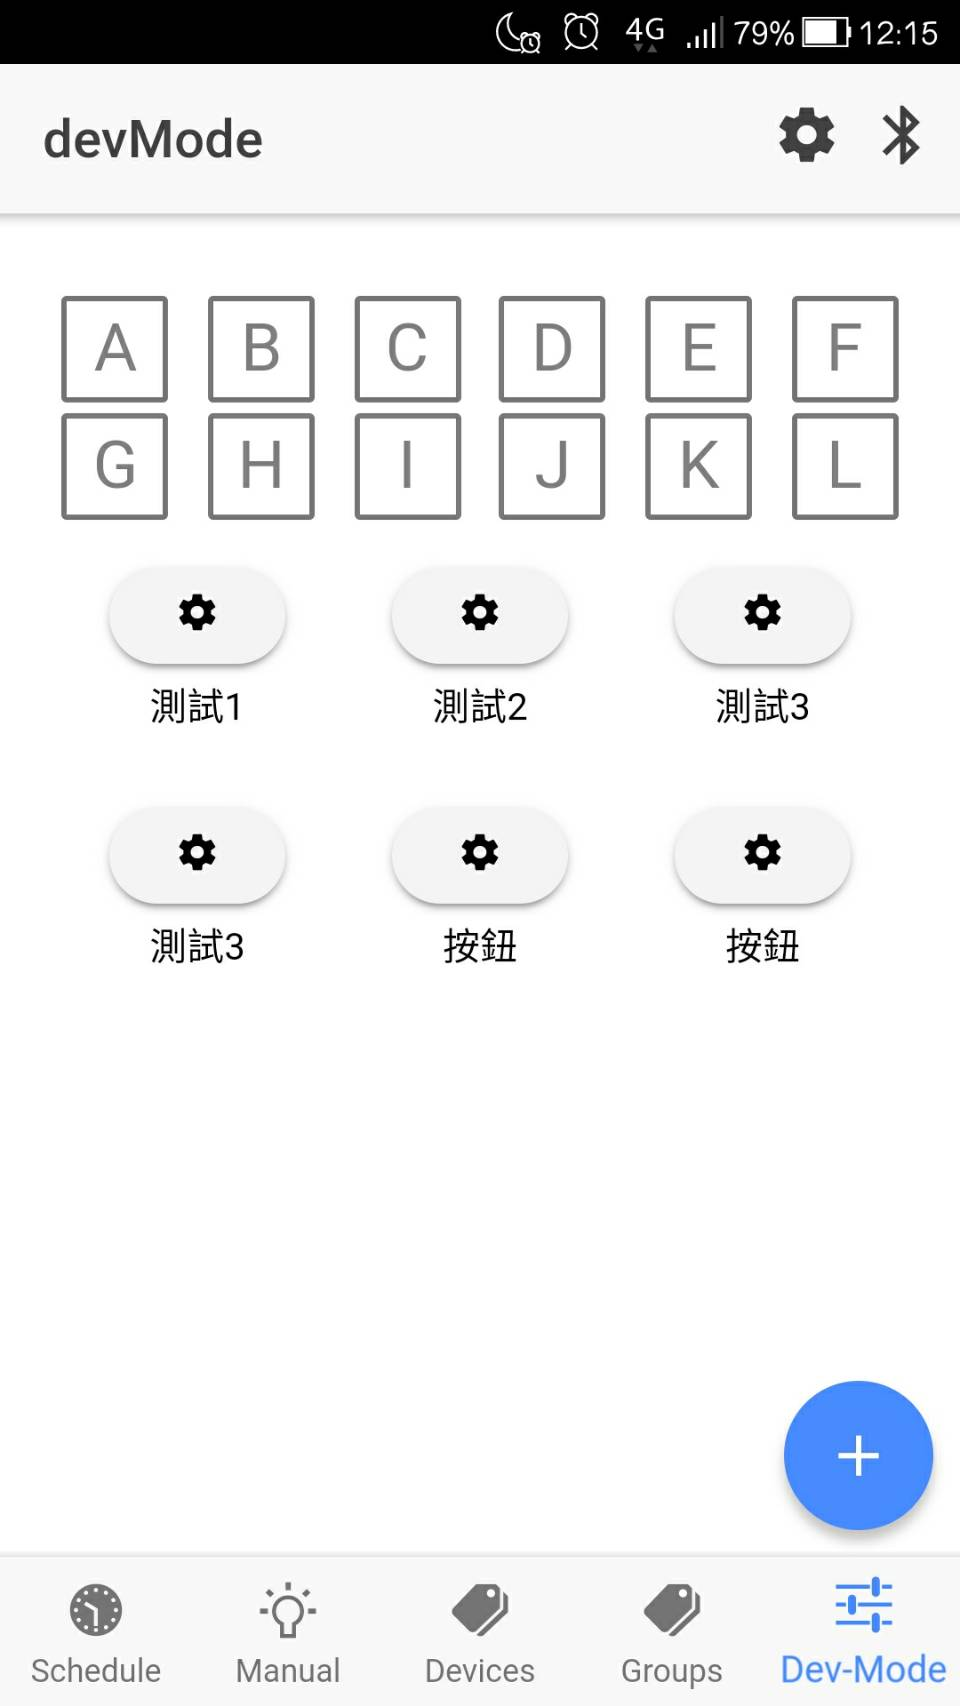 4G 79% 12:15
devMode
A B C D E F
G H I J K L
測試1 測試2 測試3
測試3 按鈕 按鈕
Schedule Manual Devices Groups Dev-Mode